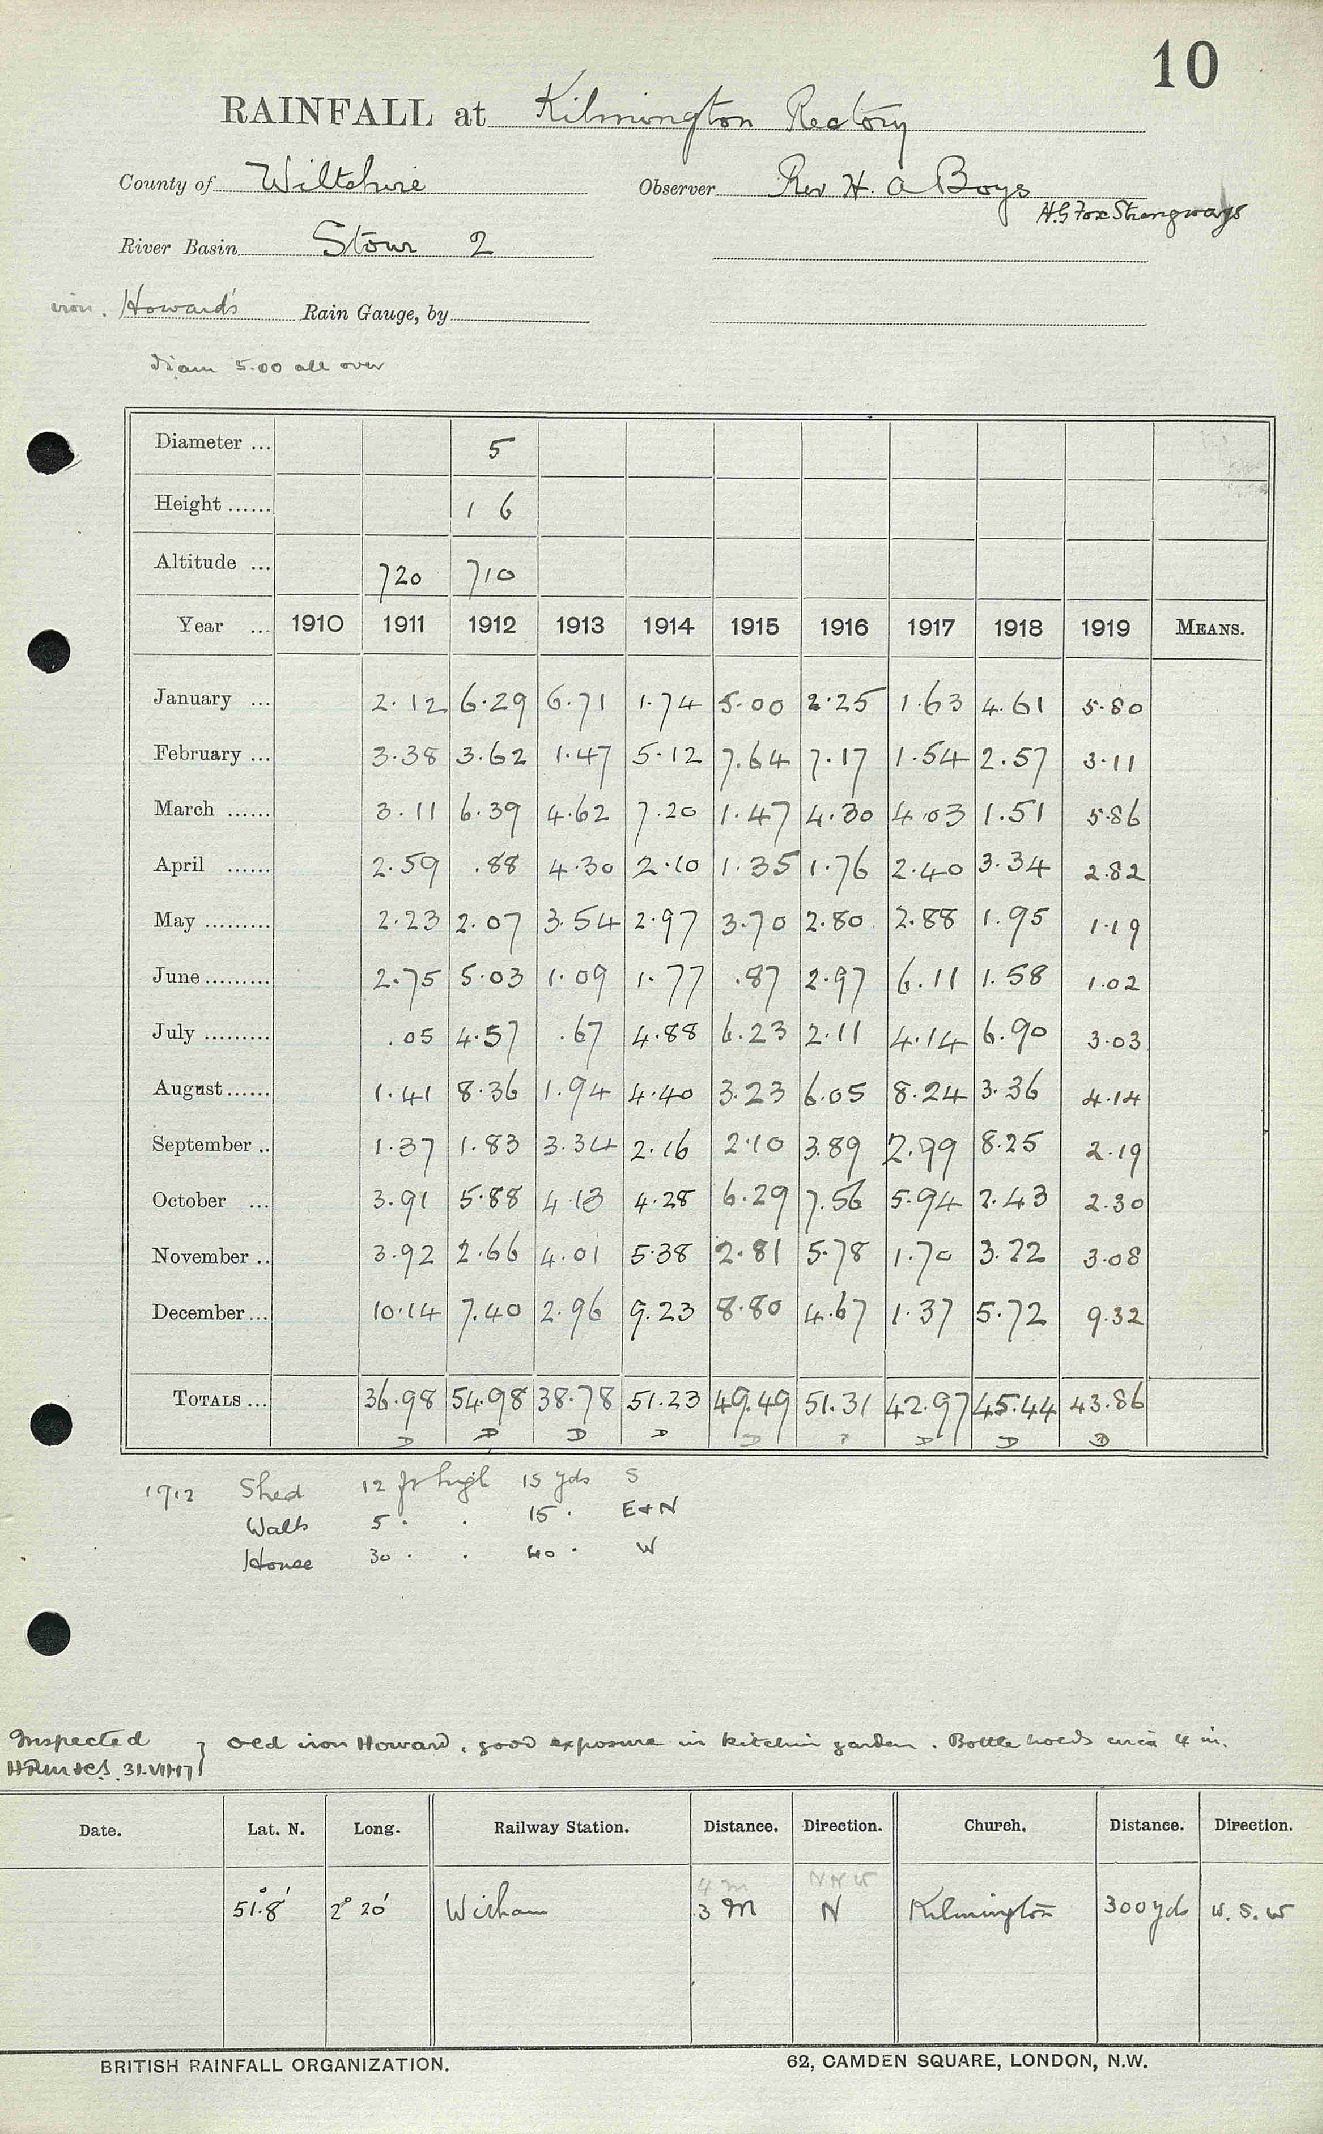 10
RAINFALL at Kilmington Rectory
County of Wiltshire Observer Rev H. A Boys
H.G Fox Strangways
River Basin Stour 2
iron. Howard's Rain Gauge, by
Diam 5.00 all over
Diameter ... 5
Height ...... 1 6
Altitude ... 720 710
Year ... 1910 1911 1912 1913 1914 1915 1916 1917 1918 1919 MEANS.
January ... 2.12 6.29 6.71 1.74 5.00 2.25 1.63 4.61 5.80
February ... 3.38 3.62 1.47 5.12 7.64 7.17 1.54 2.57 3.11
March ...... 3.11 6.39 4.62 7.20 1.47 4.30 4.03 1.51 5.86
April ...... 2.59 .88 4.30 2.10 1.35 1.76 2.40 3.34 2.82
May ......... 2.23 2.07 3.54 2.97 3.70 2.80 2.88 1.95 1.19
June ......... 2.75 5.03 1.09 1.77 .87 2.97 6.11 1.58 1.02
July ......... .05 4.57 .67 4.88 6.23 2.11 4.14 6.90 3.03
August ...... 1.41 8.36 1.94 4.40 3.23 6.05 8.24 3.36 4.14
September .. 1.37 1.83 3.34 2.16 2.10 3.89 2.99 8.25 2.19
October ... 3.91 5.88 4.13 4.28 6.29 7.56 5.94 2.43 2.30
November .. 3.92 2.66 4.01 5.38 2.81 5.78 1.70 3.22 3.08
December ... 10.14 7.40 2.96 9.23 8.80 4.67 1.37 5.72 9.32
TOTALS ... 36.98 54.98 38.78 51.23 49.49 51.31 42.97 45.44 43.86
D D D D D D D D
1912 Shed 12 ft high 15 yds S
Walls 5 " " 15 " E & N
House 30 " " 40 " W
Inspected } Old iron Howard, good exposure in kitchen garden. Bottle holds circa 4 in.
31.VII.17
Date. Lat. N. Long. Railway Station. Distance. Direction. Church. Distance. Direction.
4 m NNW
51°8' 2° 20' Witham 3 m N Kilmington 300 yds W. S. W
BRITISH RAINFALL ORGANIZATION. 62, CAMDEN SQUARE, LONDON, N.W.